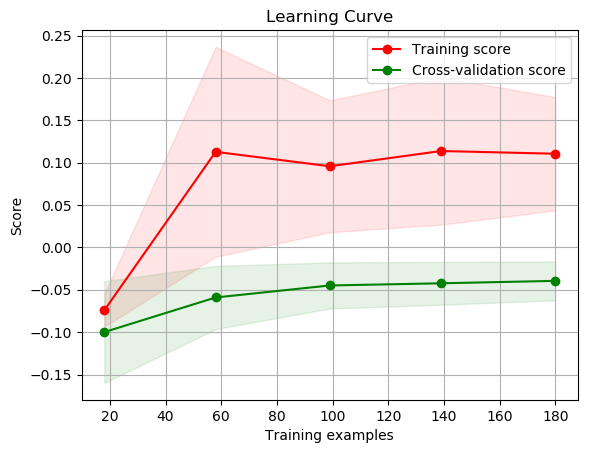 Learning Curve
Training score
Cross-validation score
0.25
0.20
0.15
0.10
0.05
0.00
−0.05
−0.10
−0.15
Score
20 40 60 80 100 120 140 160 180
Training examples